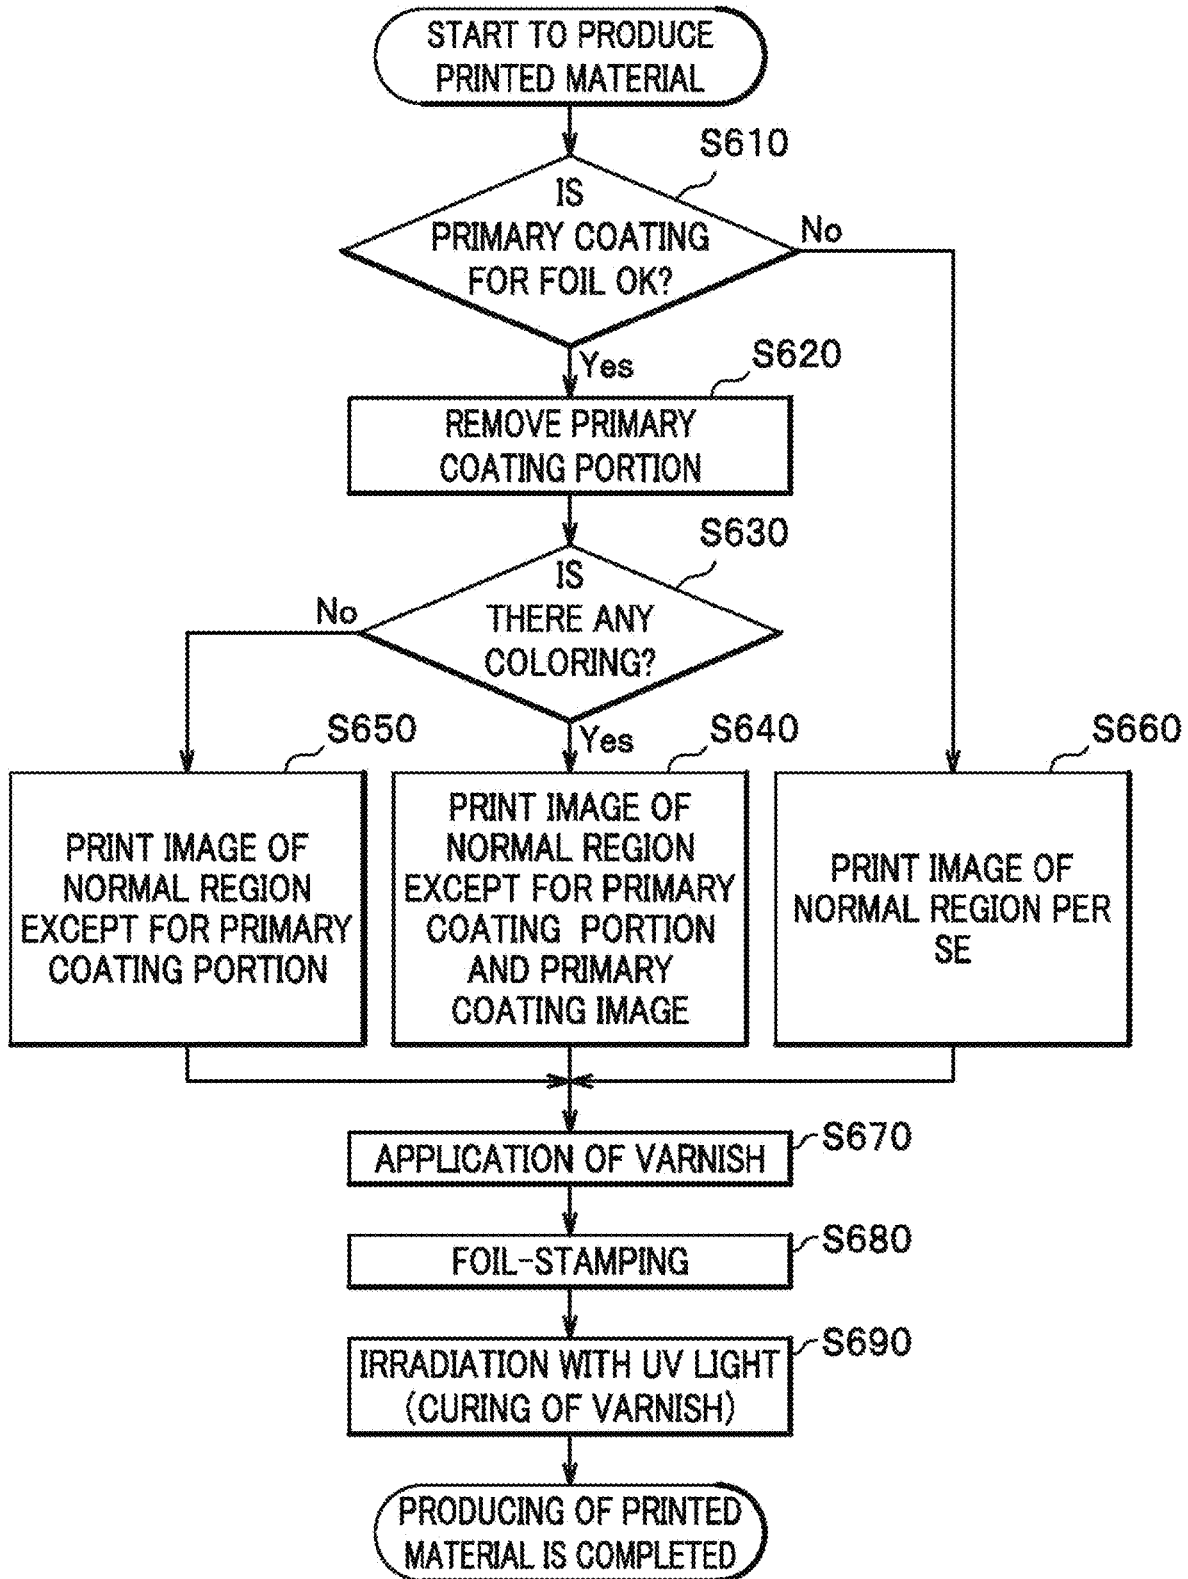 START TO PRODUCE
PRINTED MATERIAL
S610
IS
PRIMARY COATING
FOR FOIL OK?
No
Yes
S620
REMOVE PRIMARY
COATING PORTION
S630
IS
THERE ANY
COLORING?
No
Yes
S650
PRINT IMAGE OF
NORMAL REGION
EXCEPT FOR PRIMARY
COATING PORTION
S640
PRINT IMAGE OF
NORMAL REGION
EXCEPT FOR PRIMARY
COATING PORTION
AND PRIMARY
COATING IMAGE
S660
PRINT IMAGE OF
NORMAL REGION PER
SE
S670
APPLICATION OF VARNISH
S680
FOIL-STAMPING
S690
IRRADIATION WITH UV LIGHT
(CURING OF VARNISH)
PRODUCING OF PRINTED
MATERIAL IS COMPLETED